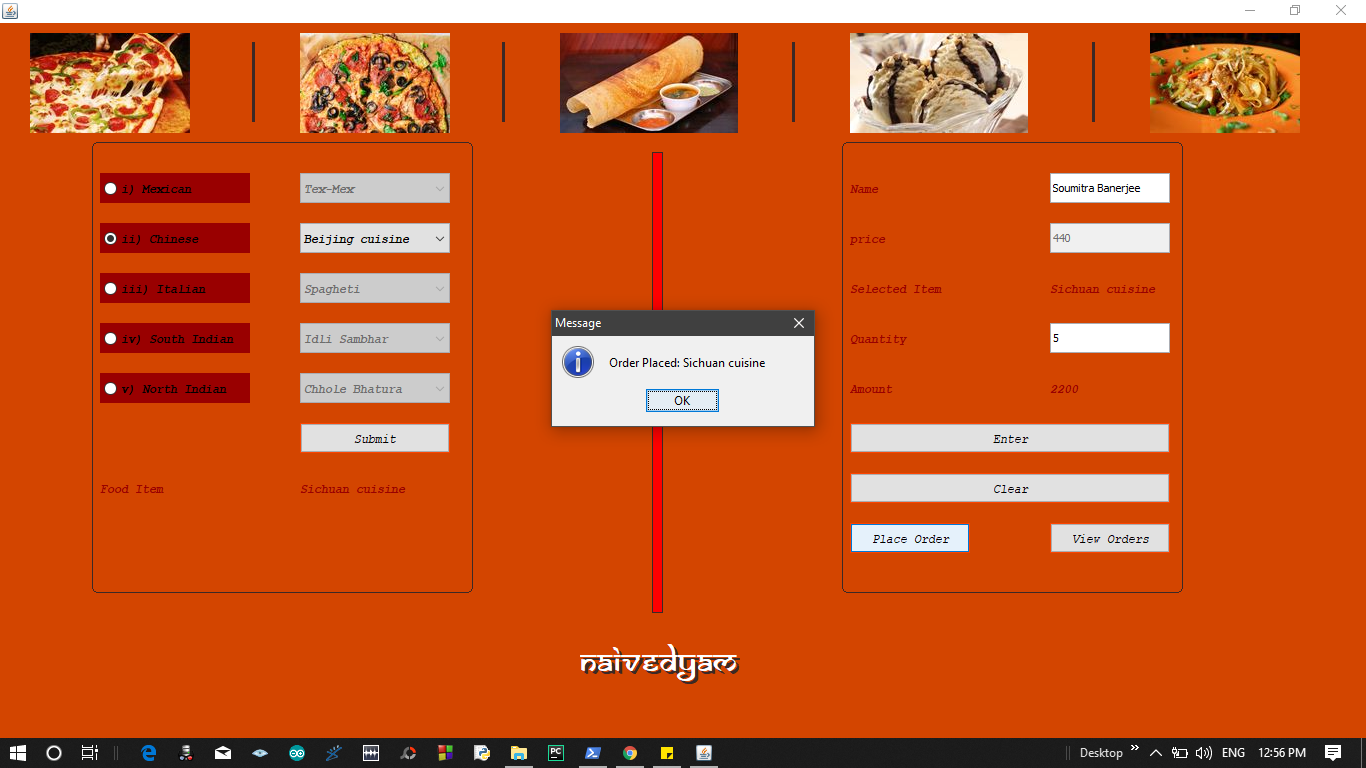 i) Mexican Tex-Mex
ii) Chinese Beijing cuisine
iii) Italian Spagheti
iv) South Indian Idli Sambhar
v) North Indian Chhole Bhatura
Submit
Food Item Sichuan cuisine
Message
Order Placed: Sichuan cuisine
OK
Name Soumitra Banerjee
price 440
Selected Item Sichuan cuisine
Quantity 5
Amount 2200
Enter
Clear
Place Order View Orders
naivedyam
PC
Desktop ENG 12:56 PM